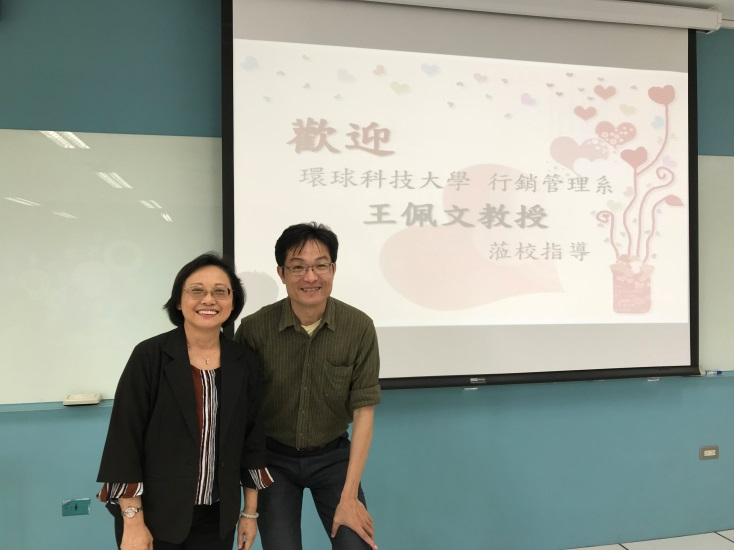 歡迎
環球科技大學 行銷管理系
王佩文教授
蒞校指導